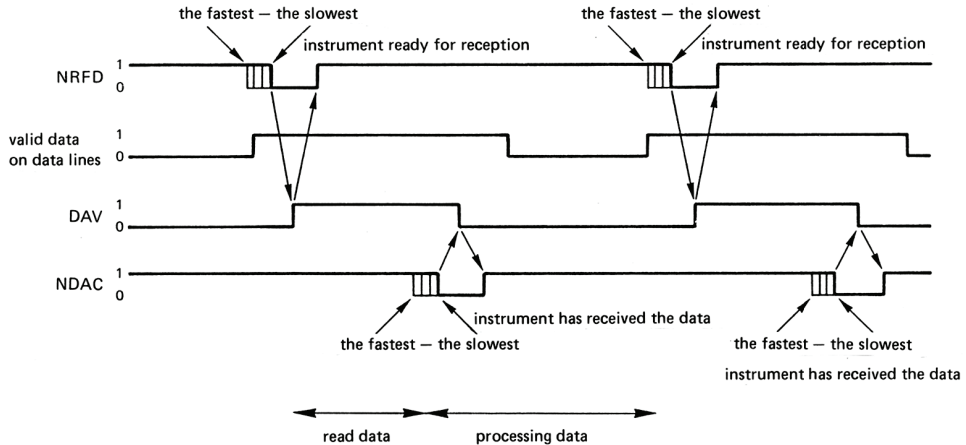 the fastest – the slowest
the fastest – the slowest
instrument ready for reception
instrument ready for reception
NRFD
1
0
1
0
valid data
on data lines
1
0
DAV
1
0
NDAC
instrument has received the data
the fastest – the slowest
the fastest – the slowest
instrument has received the data
read data
processing data